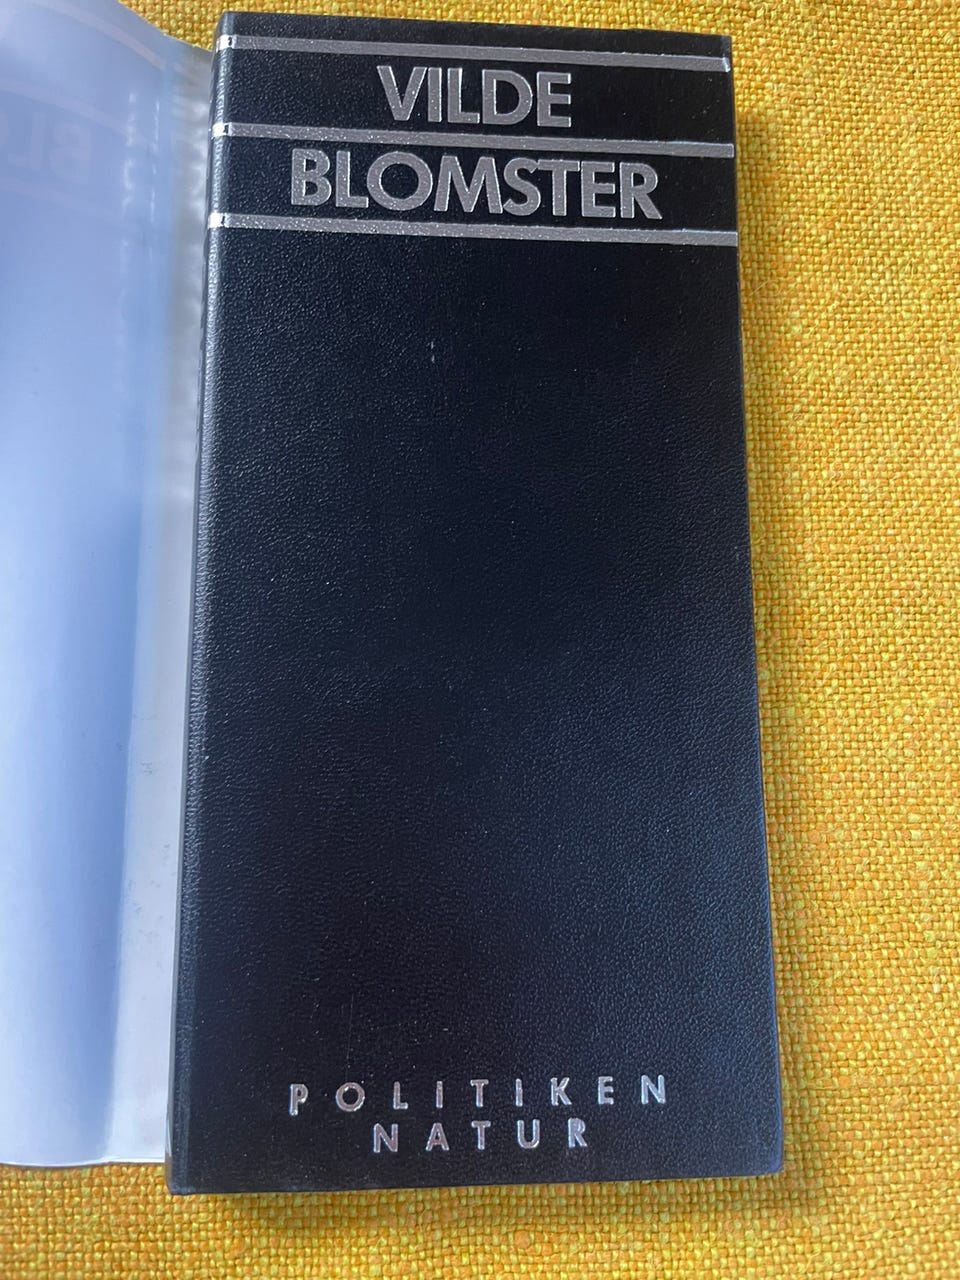 VILDE
BLOMSTER
POLITIKEN
NATUR